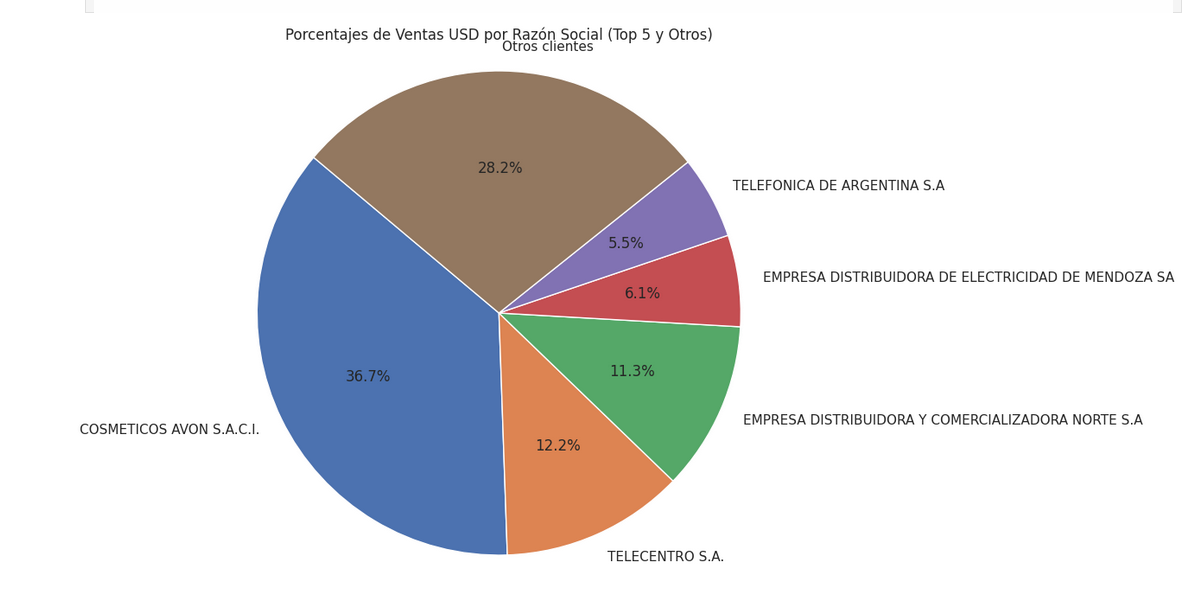 Porcentajes de Ventas USD por Razón Social (Top 5 y Otros)
Otros clientes
28.2%
TELEFONICA DE ARGENTINA S.A
5.5%
EMPRESA DISTRIBUIDORA DE ELECTRICIDAD DE MENDOZA SA
6.1%
11.3%
36.7%
EMPRESA DISTRIBUIDORA Y COMERCIALIZADORA NORTE S.A
COSMETICOS AVON S.A.C.I.
12.2%
TELECENTRO S.A.